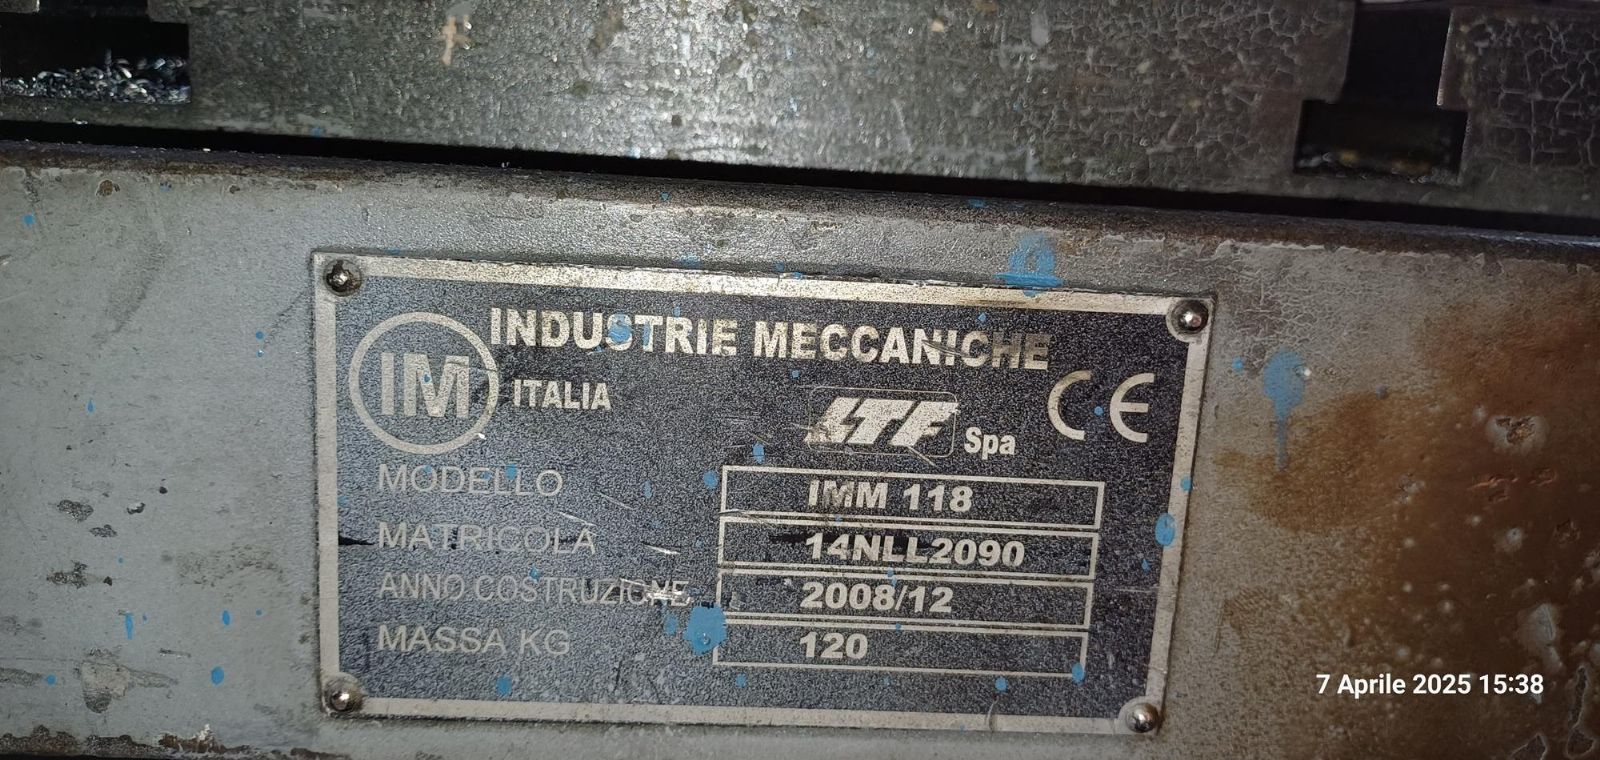 INDUSTRIE MECCANICHE
IM
ITALIA
LTF Spa
CE
MODELLO IMM 118
MATRICOLA 14NLL2090
ANNO COSTRUZIONE 2008/12
MASSA KG 120
7 Aprile 2025 15:38